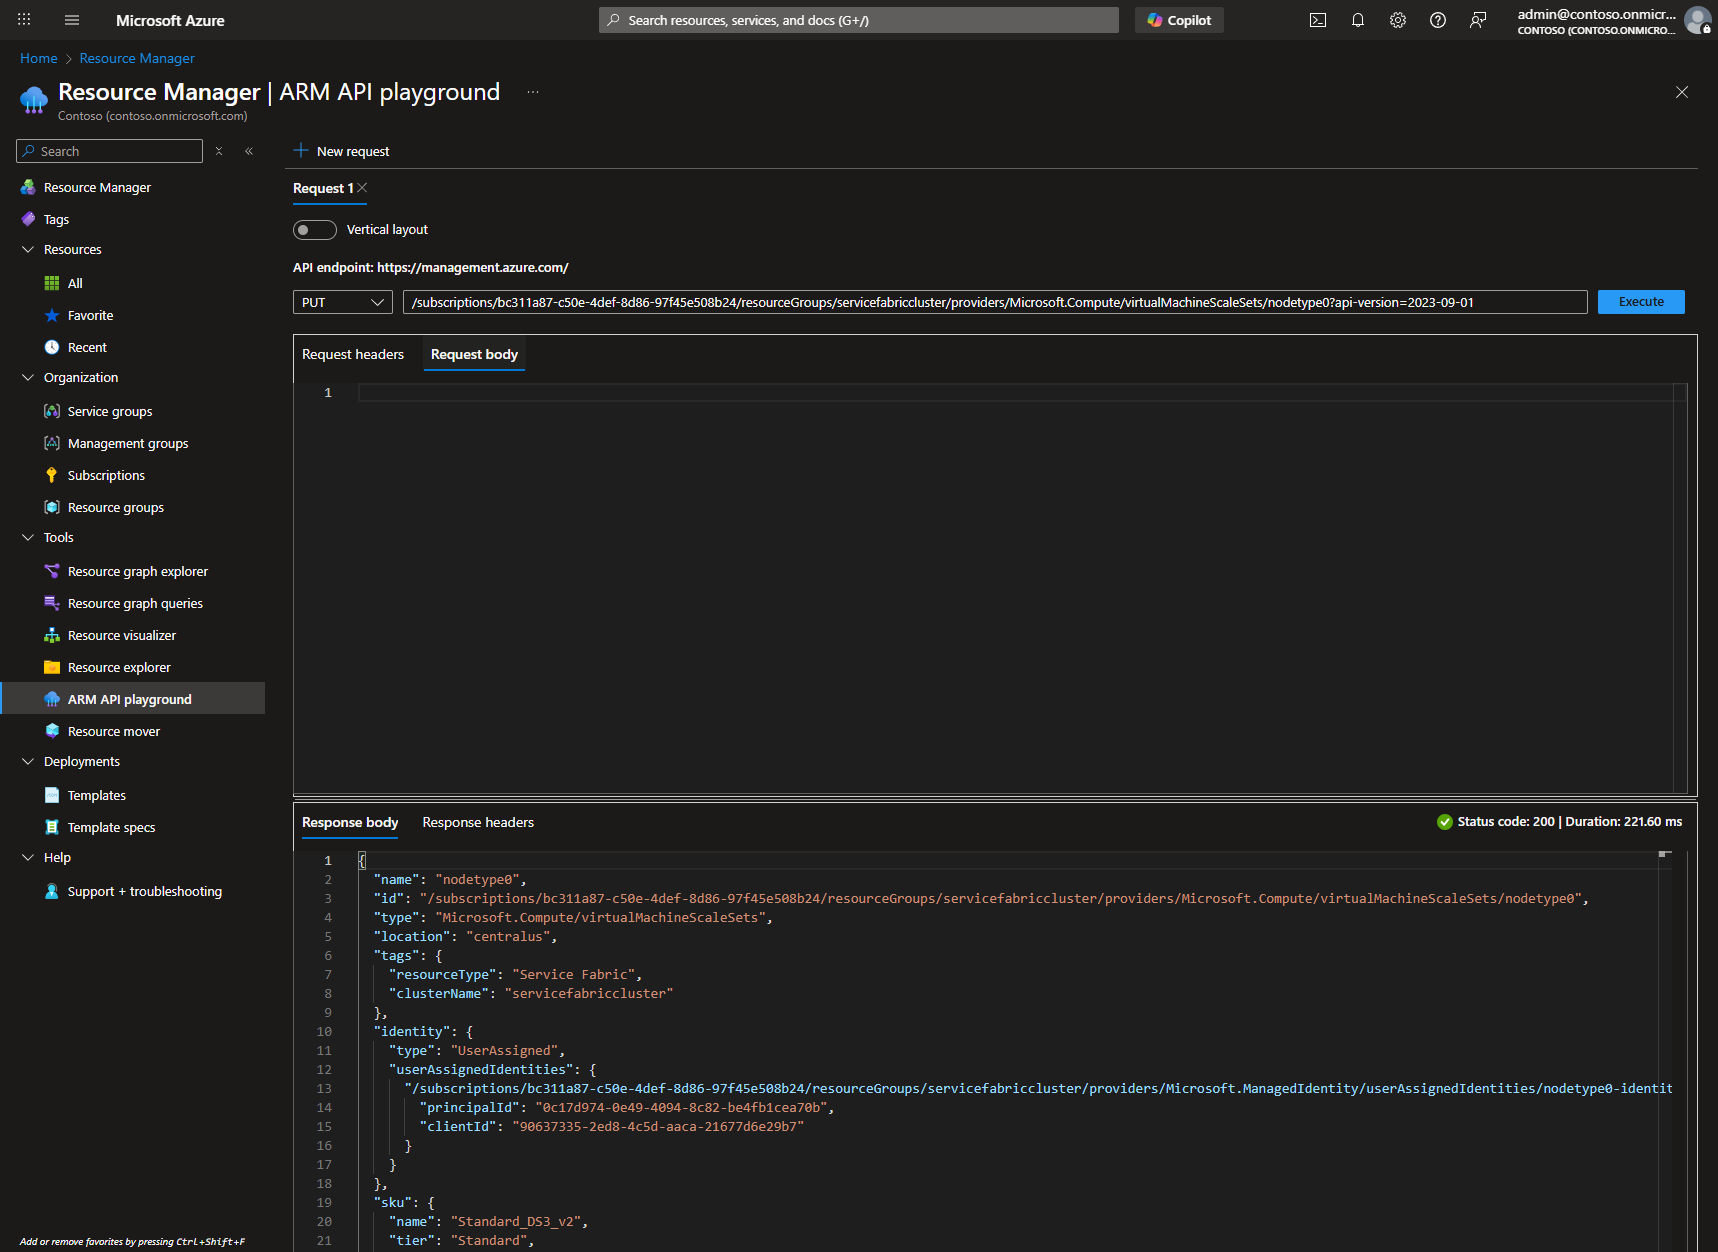 Microsoft Azure
Search resources, services, and docs (G+/)
Copilot
admin@contoso.onmicr...
CONTOSO (CONTOSO.ONMICRO...
Home > Resource Manager
Resource Manager | ARM API playground ...
Contoso (contoso.onmicrosoft.com)
Search
Resource Manager
Tags
Resources
All
Favorite
Recent
Organization
Service groups
Management groups
Subscriptions
Resource groups
Tools
Resource graph explorer
Resource graph queries
Resource visualizer
Resource explorer
ARM API playground
Resource mover
Deployments
Templates
Template specs
Help
Support + troubleshooting
Add or remove favorites by pressing Ctrl+Shift+F
New request
Request 1
Vertical layout
API endpoint: https://management.azure.com/
PUT
/subscriptions/bc311a87-c50e-4def-8d86-97f45e508b24/resourceGroups/servicefabriccluster/providers/Microsoft.Compute/virtualMachineScaleSets/nodetype0?api-version=2023-09-01
Execute
Request headers Request body
1
Response body Response headers
Status code: 200 | Duration: 221.60 ms
1 {
2 "name": "nodetype0",
3 "id": "/subscriptions/bc311a87-c50e-4def-8d86-97f45e508b24/resourceGroups/servicefabriccluster/providers/Microsoft.Compute/virtualMachineScaleSets/nodetype0",
4 "type": "Microsoft.Compute/virtualMachineScaleSets",
5 "location": "centralus",
6 "tags": {
7 "resourceType": "Service Fabric",
8 "clusterName": "servicefabriccluster"
9 },
10 "identity": {
11 "type": "UserAssigned",
12 "userAssignedIdentities": {
13 "/subscriptions/bc311a87-c50e-4def-8d86-97f45e508b24/resourceGroups/servicefabriccluster/providers/Microsoft.ManagedIdentity/userAssignedIdentities/nodetype0-identit
14 "principalId": "0c17d974-0e49-4094-8c82-be4fb1cea70b",
15 "clientId": "90637335-2ed8-4c5d-aaca-21677d6e29b7"
16 }
17 }
18 },
19 "sku": {
20 "name": "Standard_DS3_v2",
21 "tier": "Standard",